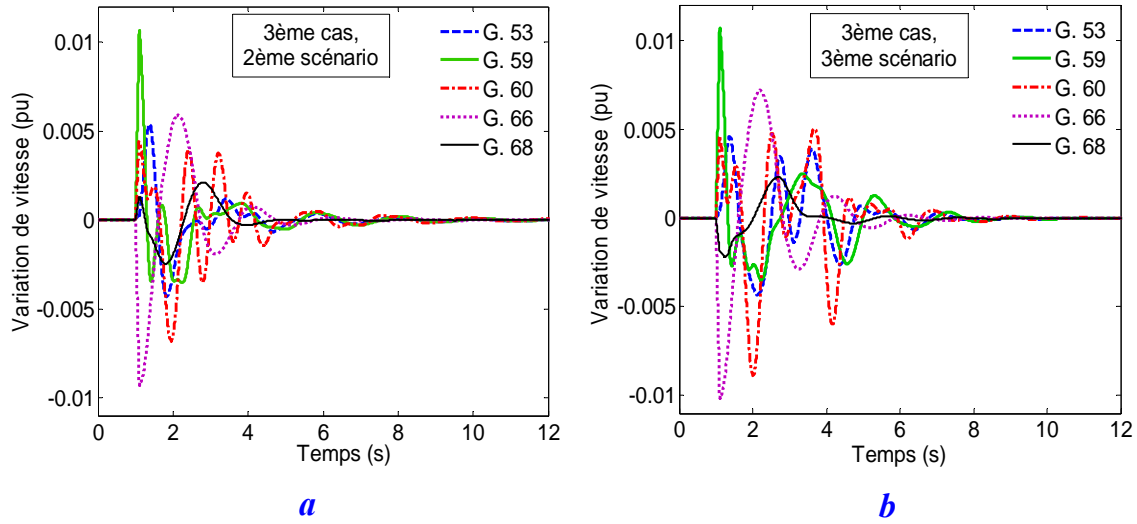 3ème cas,
2ème scénario
G. 53
G. 59
G. 60
G. 66
G. 68
0.01
0.005
0
-0.005
-0.01
Variation de vitesse (pu)
0 2 4 6 8 10 12
Temps (s)
a
3ème cas,
3ème scénario
G. 53
G. 59
G. 60
G. 66
G. 68
0.01
0.005
0
-0.005
-0.01
Variation de vitesse (pu)
0 2 4 6 8 10 12
Temps (s)
b